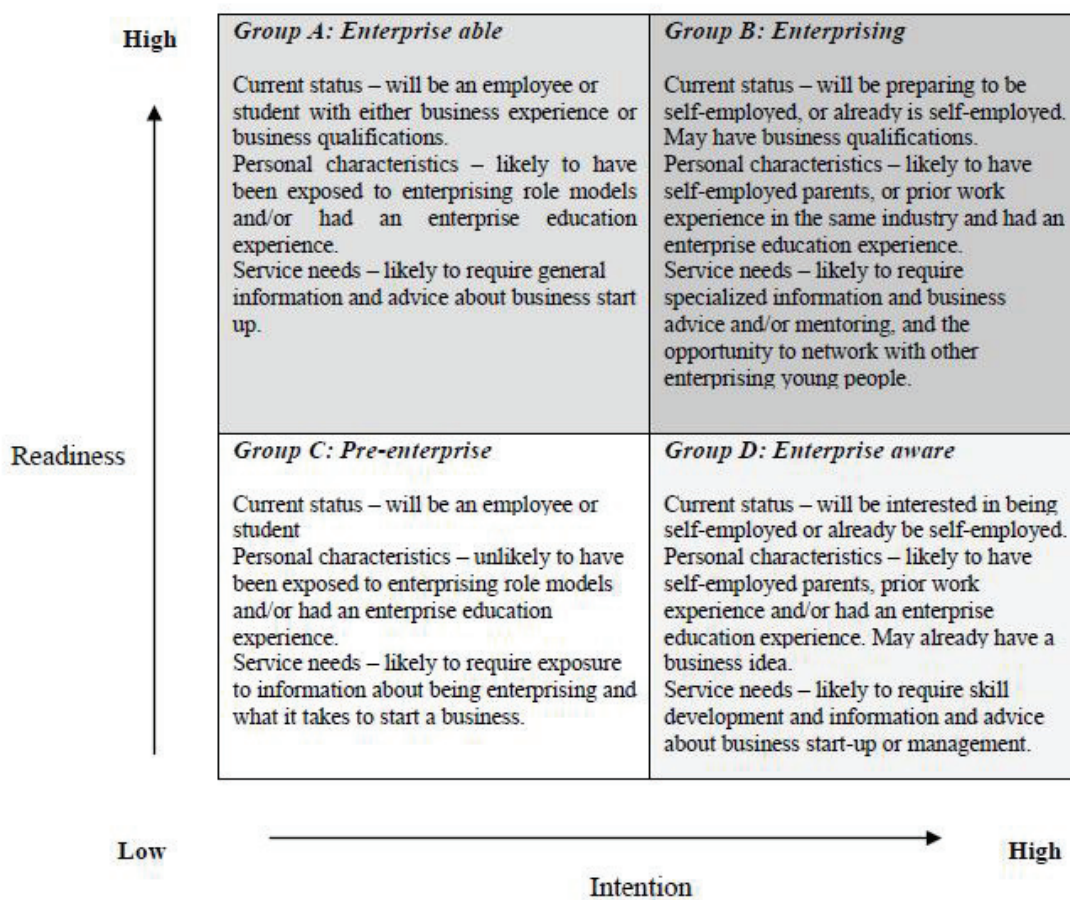 High
Group A: Enterprise able
Current status – will be an employee or
student with either business experience or
business qualifications.
Personal characteristics – likely to have
been exposed to enterprising role models
and/or had an enterprise education
experience.
Service needs – likely to require general
information and advice about business start
up.
Group B: Enterprising
Current status – will be preparing to be
self-employed, or already is self-employed.
May have business qualifications.
Personal characteristics – likely to have
self-employed parents, or prior work
experience in the same industry and had an
enterprise education experience.
Service needs – likely to require
specialized information and business
advice and/or mentoring, and the
opportunity to network with other
enterprising young people.
Readiness
Group C: Pre-enterprise
Current status – will be an employee or
student
Personal characteristics – unlikely to have
been exposed to enterprising role models
and/or had an enterprise education
experience.
Service needs – likely to require exposure
to information about being enterprising and
what it takes to start a business.
Group D: Enterprise aware
Current status – will be interested in being
self-employed or already be self-employed.
Personal characteristics – likely to have
self-employed parents, prior work
experience and/or had an enterprise
education experience. May already have a
business idea.
Service needs – likely to require skill
development and information and advice
about business start-up or management.
Low
High
Intention